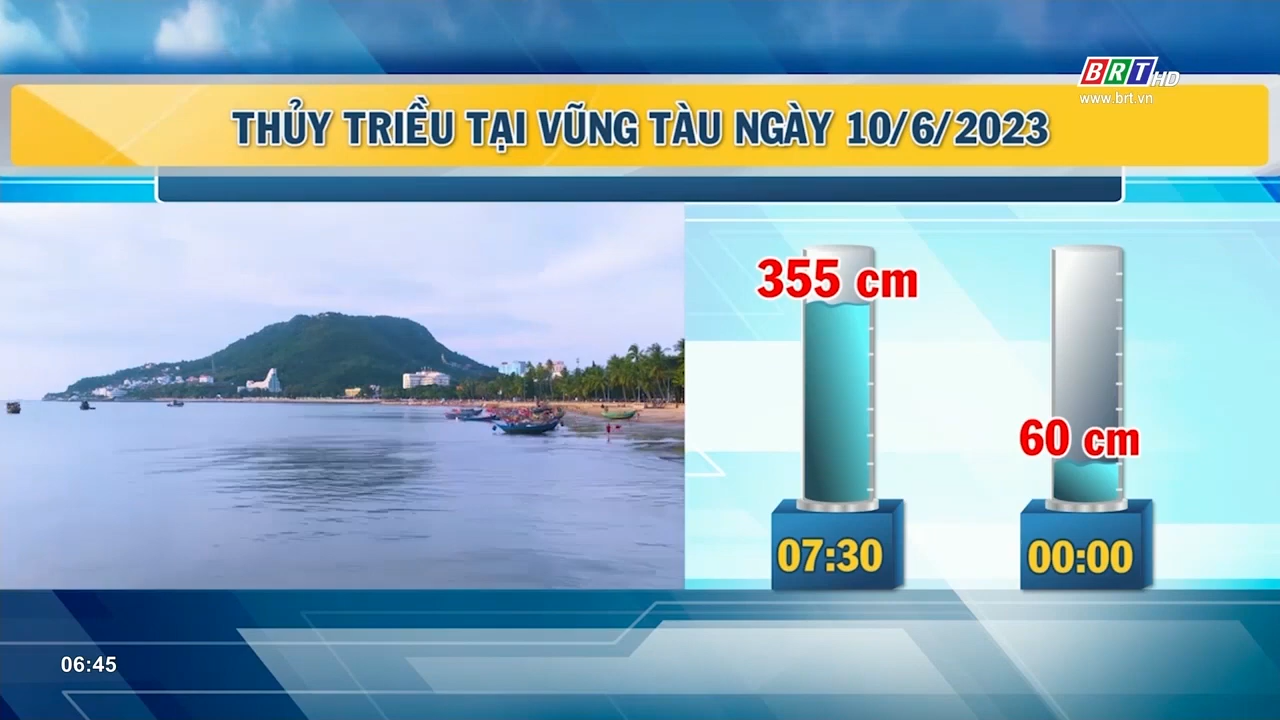 BRT HD
www.brt.vn
THỦY TRIỀU TẠI VŨNG TÀU NGÀY 10/6/2023
355 cm
60 cm
07:30
00:00
06:45